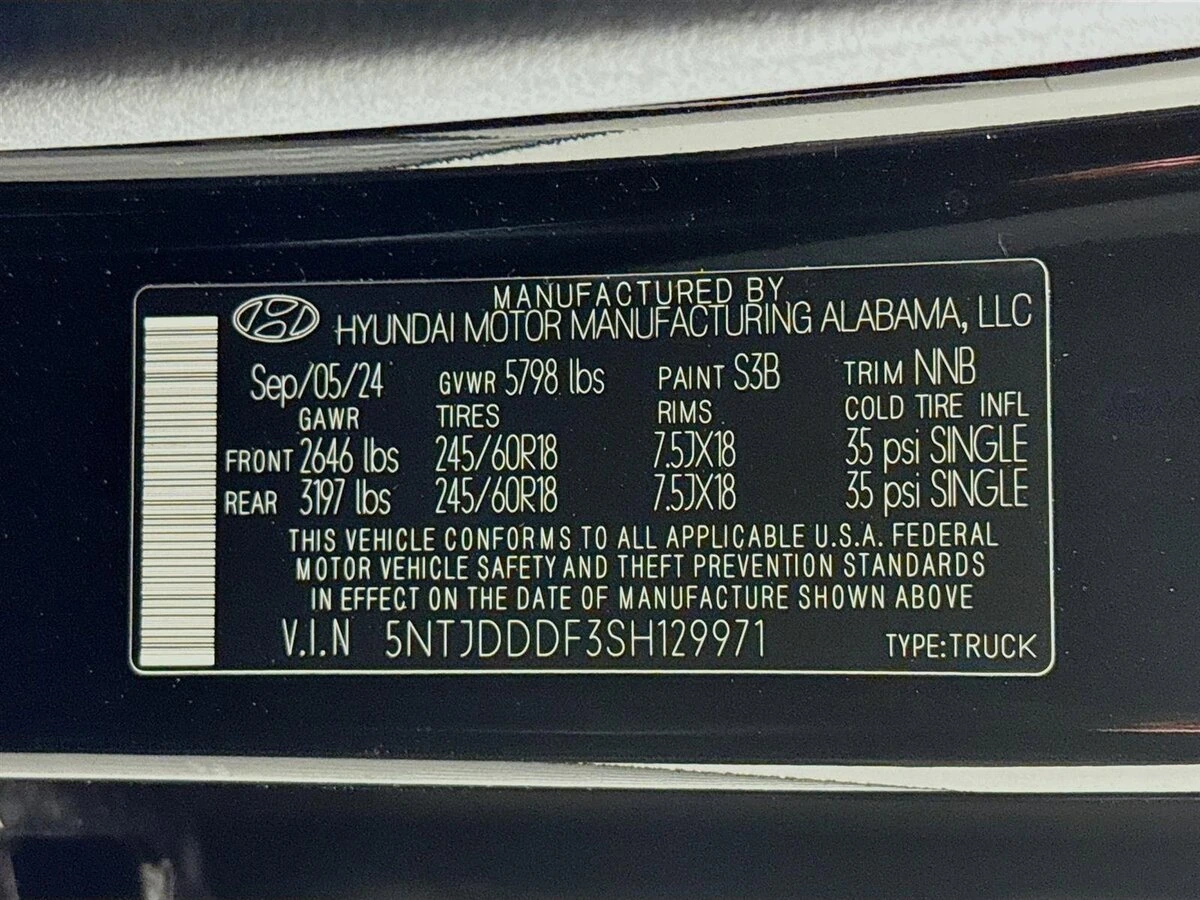 MANUFACTURED BY
HYUNDAI MOTOR MANUFACTURING ALABAMA, LLC
Sep/05/24 GVWR 5798 lbs PAINT S3B TRIM NNB
GAWR TIRES RIMS COLD TIRE INFL
FRONT 2646 lbs 245/60R18 7.5JX18 35 psi SINGLE
REAR 3197 lbs 245/60R18 7.5JX18 35 psi SINGLE
THIS VEHICLE CONFORMS TO ALL APPLICABLE U.S.A. FEDERAL
MOTOR VEHICLE SAFETY AND THEFT PREVENTION STANDARDS
IN EFFECT ON THE DATE OF MANUFACTURE SHOWN ABOVE
V.I.N 5NTJDDDF3SH129971 TYPE:TRUCK